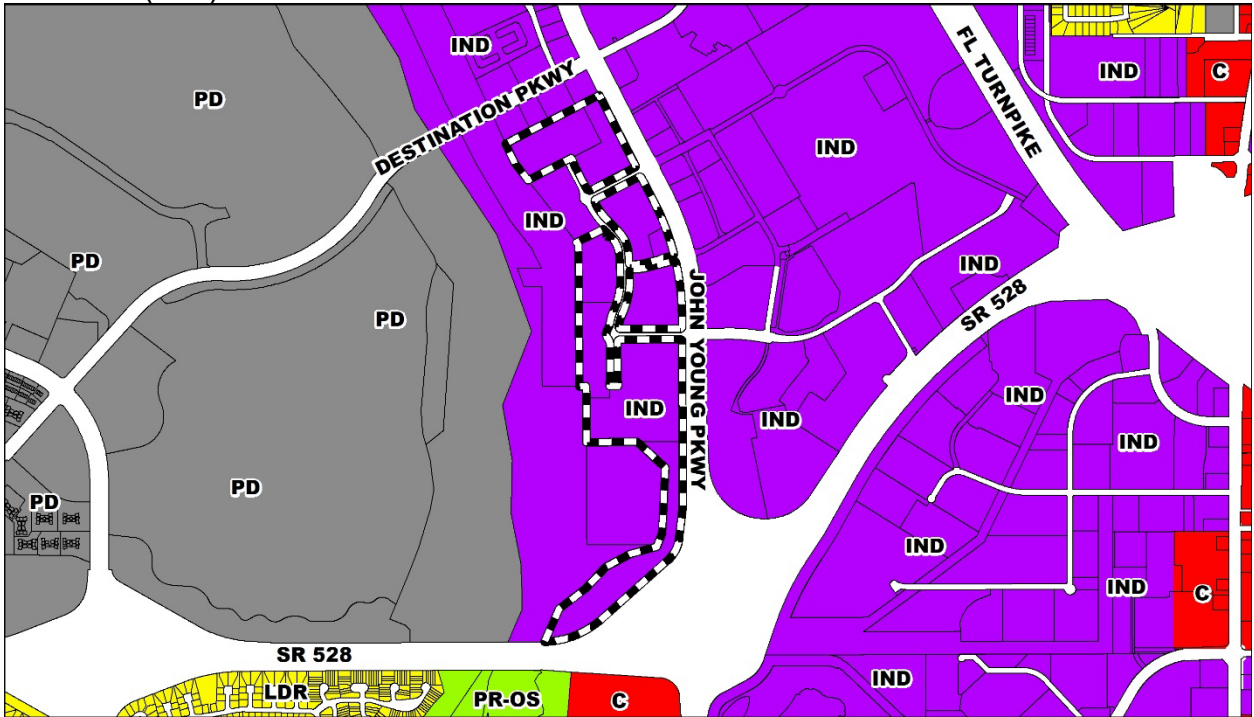 IND
FL TURNPIKE
IND
C
PD
DESTINATION PKWY
IND
IND
PD
IND
SR 528
PD
JOHN YOUNG PKWY
IND
IND
IND
IND
PD
PD
IND
IND
C
SR 528
IND
LDR
PR-OS
C